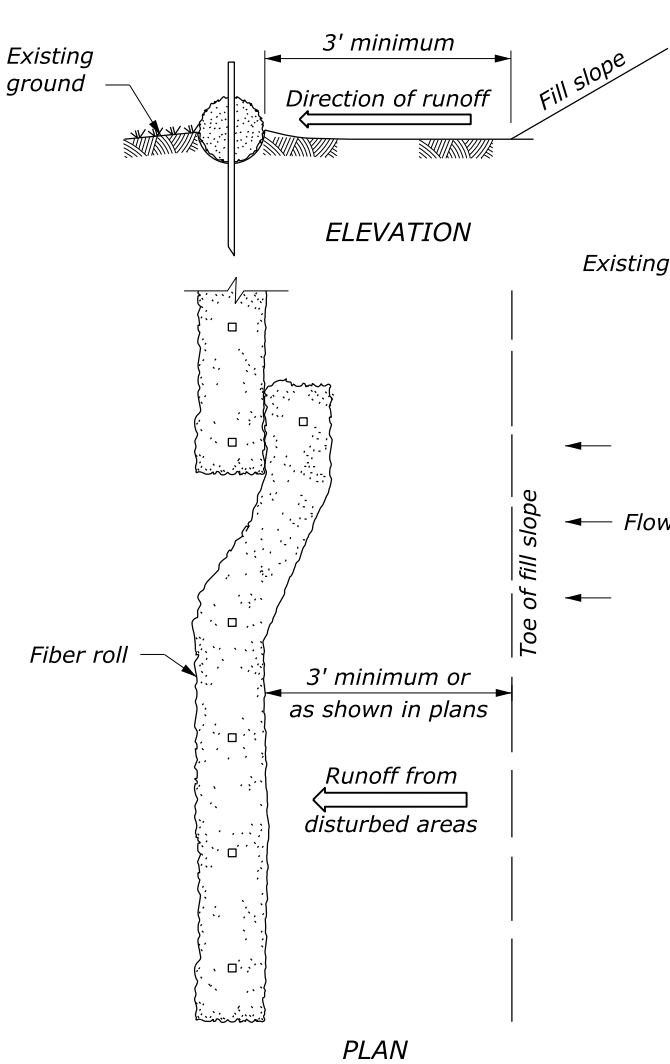 3' minimum
Existing
ground
Fill slope
Direction of runoff
ELEVATION
Existing
Flow
Toe of fill slope
Fiber roll
3' minimum or
as shown in plans
Runoff from
disturbed areas
PLAN